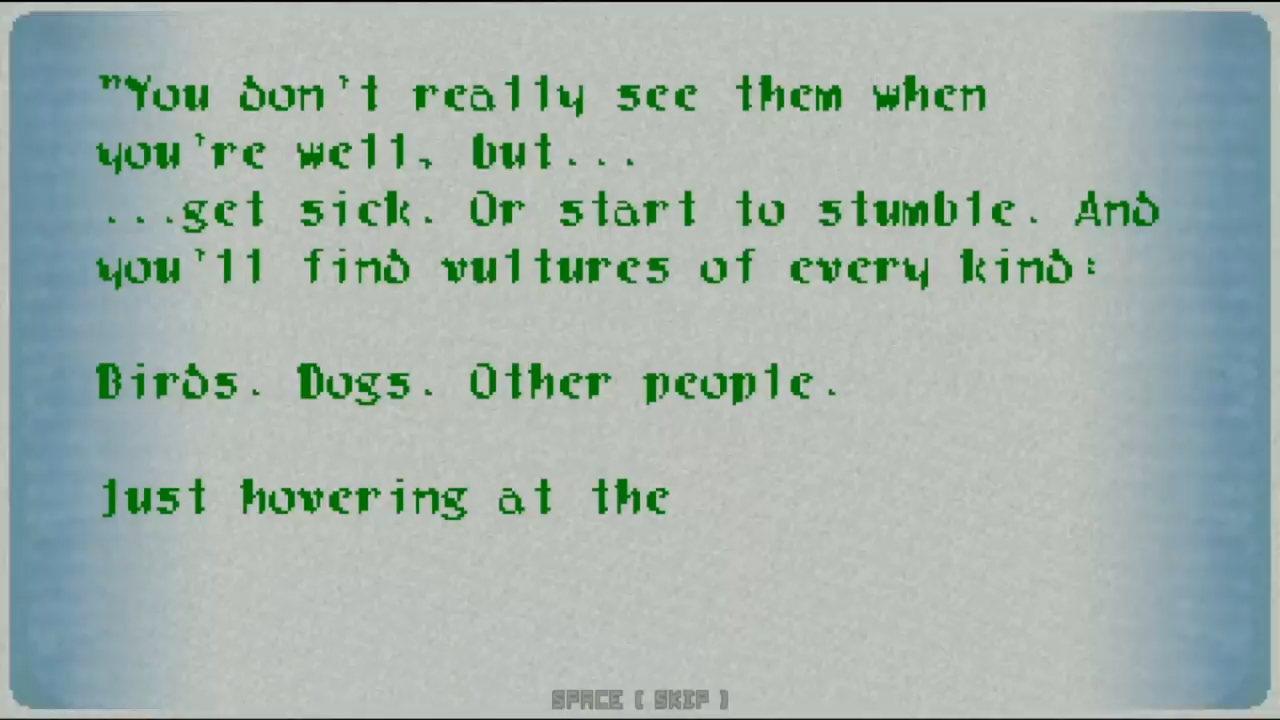 "You don't really see them when
you're well, but...
...get sick. Or start to stumble. And
you'll find vultures of every kind:
Birds. Dogs. Other people.
Just hovering at the
SPACE ( SKIP )